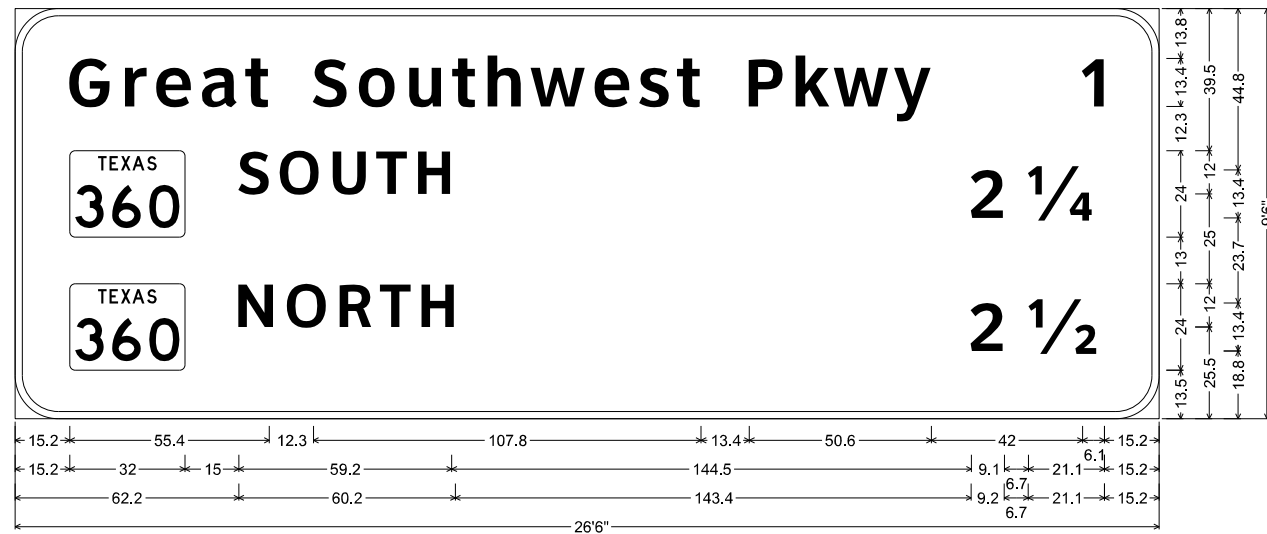 Great Southwest Pkwy 1
TEXAS
360 SOUTH 2 ¼
TEXAS
360 NORTH 2 ½
13.8 13.4 12.3 24 13 24 13.5
39.5 12 25 12 25.5
44.8 13.4 23.7 13.4 18.8
9'6"
15.2 55.4 12.3 107.8 13.4 50.6 42 6.1 15.2
15.2 32 15 59.2 144.5 9.1 6.7 21.1 15.2
62.2 60.2 143.4 9.2 6.7 21.1 15.2
26'6"